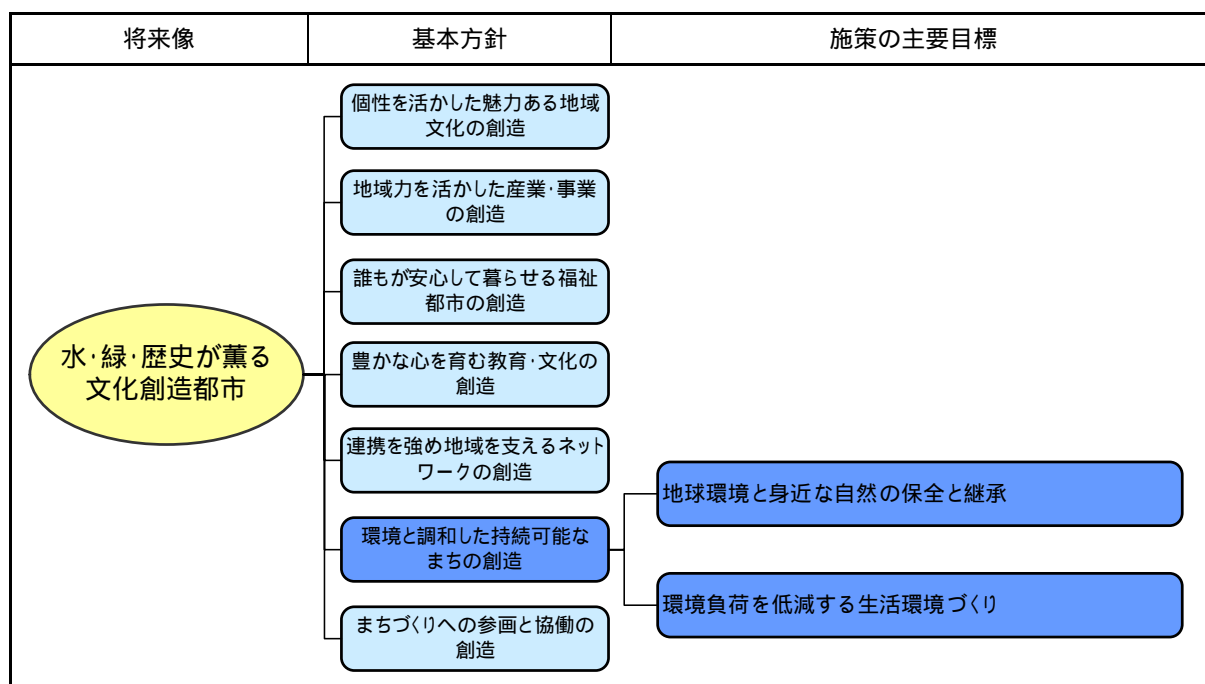 将来像
基本方針
施策の主要目標
個性を活かした魅力ある地域
文化の創造
地域力を活かした産業・事業
の創造
誰もが安心して暮らせる福祉
都市の創造
水・緑・歴史が薫る
文化創造都市
豊かな心を育む教育・文化の
創造
連携を強め地域を支えるネット
ワークの創造
環境と調和した持続可能な
まちの創造
まちづくりへの参画と協働の
創造
地球環境と身近な自然の保全と継承
環境負荷を低減する生活環境づくり